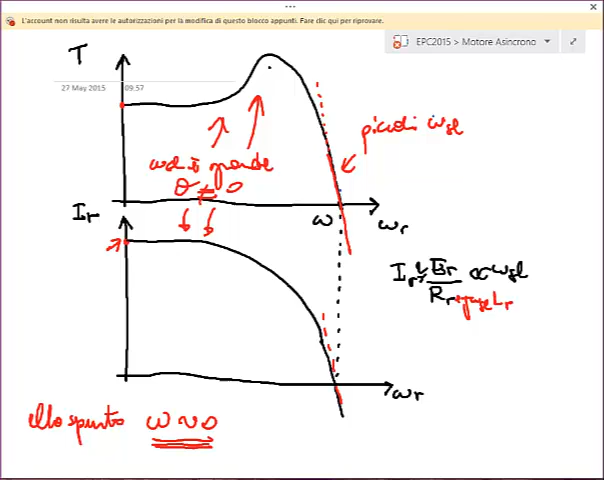 L'account non risulta avere le autorizzazioni per la modifica di questo blocco appunti. Fare clic qui per riprovare.
EPC2015 > Motore Asincrono
T
27 May 2015 09.57
piccoli ωsl
ωsl è grande
θ ≠ 0
ω
ωr
Ir
Ir Er ∝ ωsl
Rr Lr
ωr
allo spunto ω ~ 0